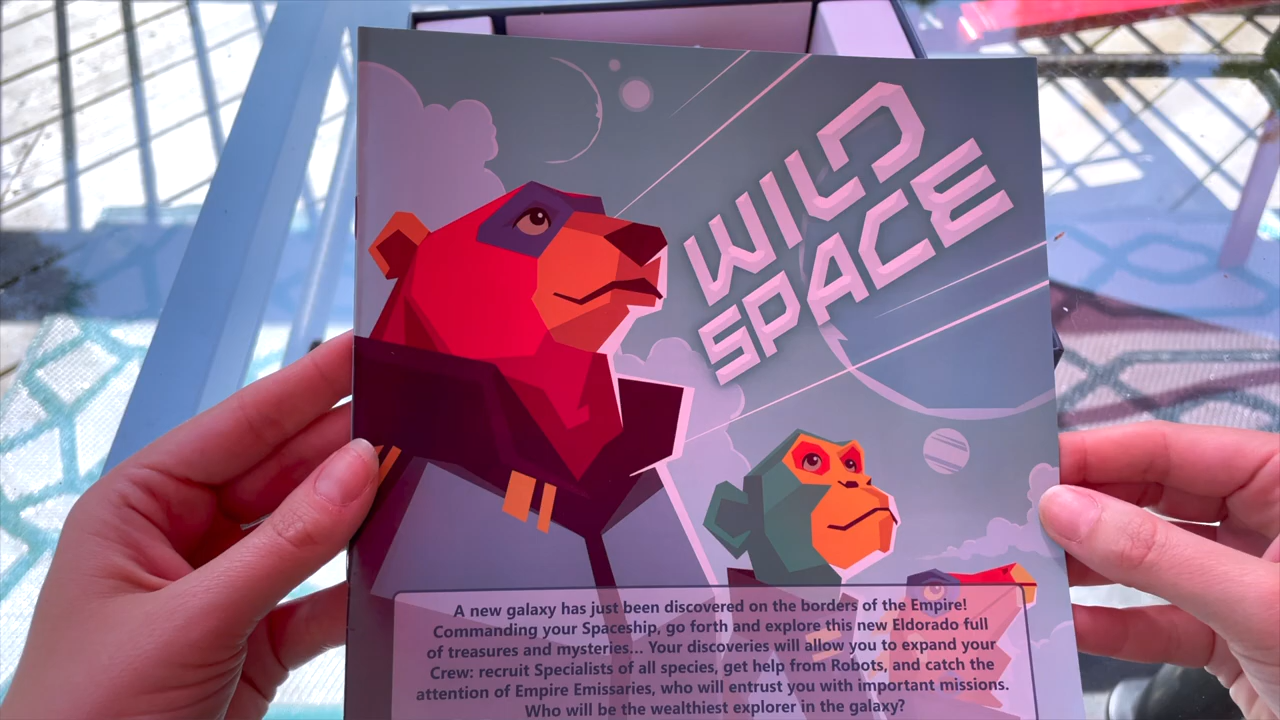 WILD
SPACE
A new galaxy has just been discovered on the borders of the Empire!
Commanding your Spaceship, go forth and explore this new Eldorado full
of treasures and mysteries... Your discoveries will allow you to expand your
Crew: recruit Specialists of all species, get help from Robots, and catch the
attention of Empire Emissaries, who will entrust you with important missions.
Who will be the wealthiest explorer in the galaxy?